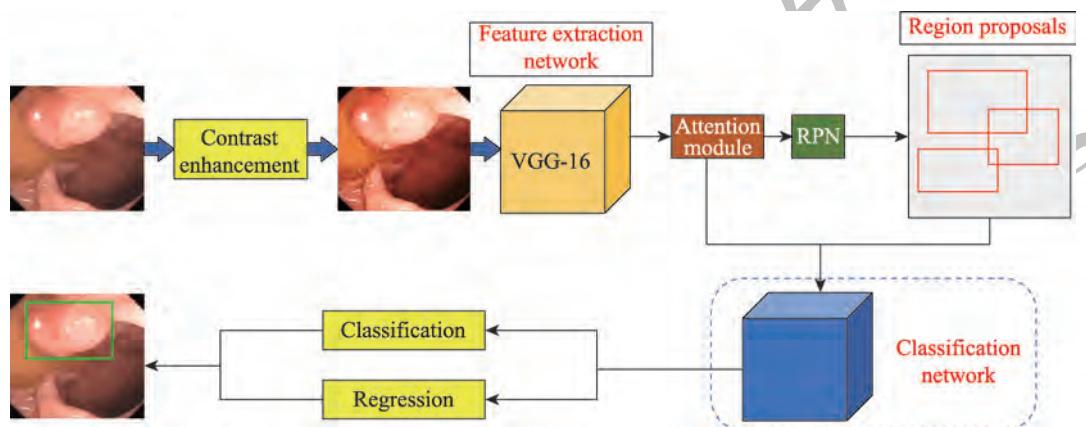 Feature extraction
network
Region proposals
Contrast
enhancement
VGG-16
Attention
module
RPN
Classification
Regression
Classification
network